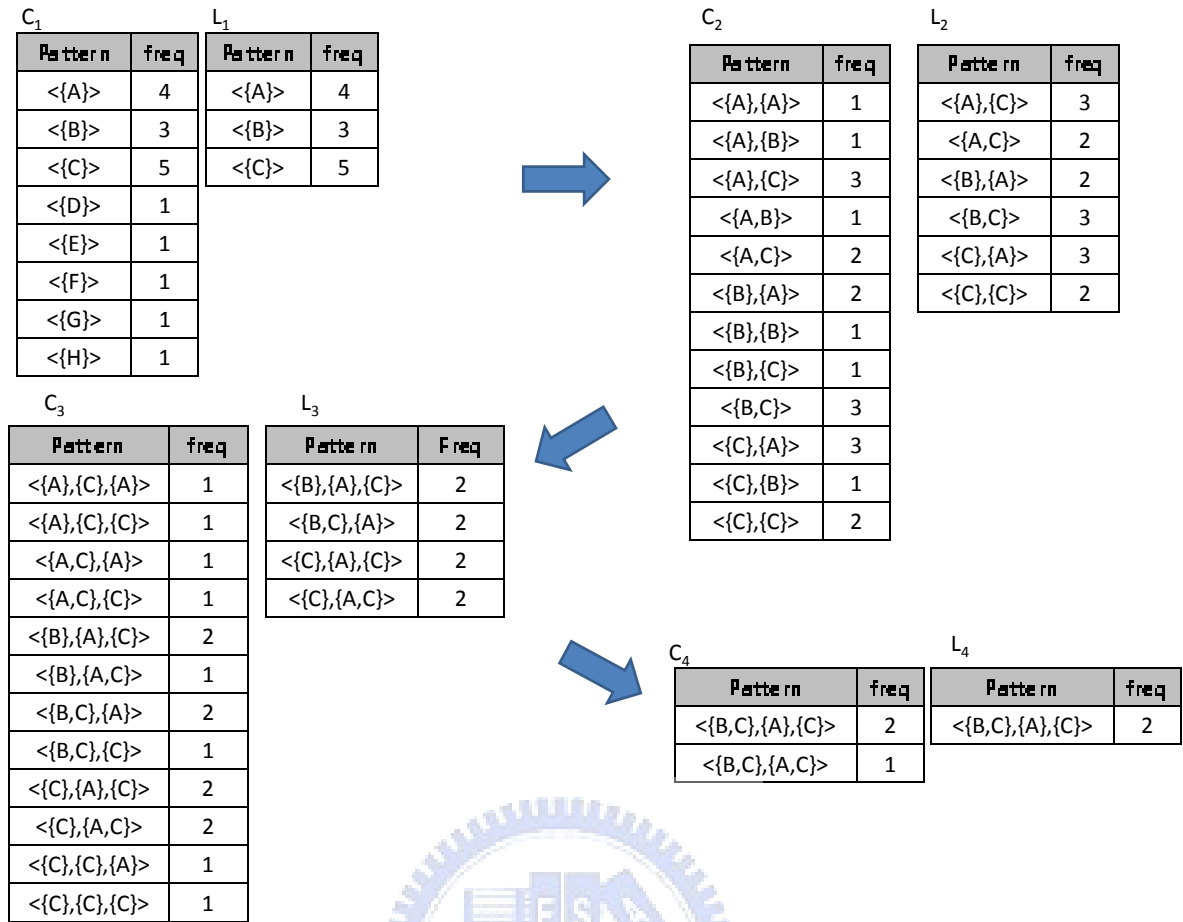 C1 L1
Pattern freq Pattern freq
<{A}> 4 <{A}> 4
<{B}> 3 <{B}> 3
<{C}> 5 <{C}> 5
<{D}> 1
<{E}> 1
<{F}> 1
<{G}> 1
<{H}> 1
C2 L2
Pattern freq Pattern freq
<{A},{A}> 1 <{A},{C}> 3
<{A},{B}> 1 <{A,C}> 2
<{A},{C}> 3 <{B},{A}> 2
<{A,B}> 1 <{B,C}> 3
<{A,C}> 2 <{C},{A}> 3
<{B},{A}> 2 <{C},{C}> 2
<{B},{B}> 1
<{B},{C}> 1
<{B,C}> 3
<{C},{A}> 3
<{C},{B}> 1
<{C},{C}> 2
C3 L3
Pattern freq Pattern Freq
<{A},{C},{A}> 1 <{B},{A},{C}> 2
<{A},{C},{C}> 1 <{B,C},{A}> 2
<{A,C},{A}> 1 <{C},{A},{C}> 2
<{A,C},{C}> 1 <{C},{A,C}> 2
<{B},{A},{C}> 2
<{B},{A,C}> 1
<{B,C},{A}> 2
<{B,C},{C}> 1
<{C},{A},{C}> 2
<{C},{A,C}> 2
<{C},{C},{A}> 1
<{C},{C},{C}> 1
C4 L4
Pattern freq Pattern freq
<{B,C},{A},{C}> 2 <{B,C},{A},{C}> 2
<{B,C},{A,C}> 1
ES